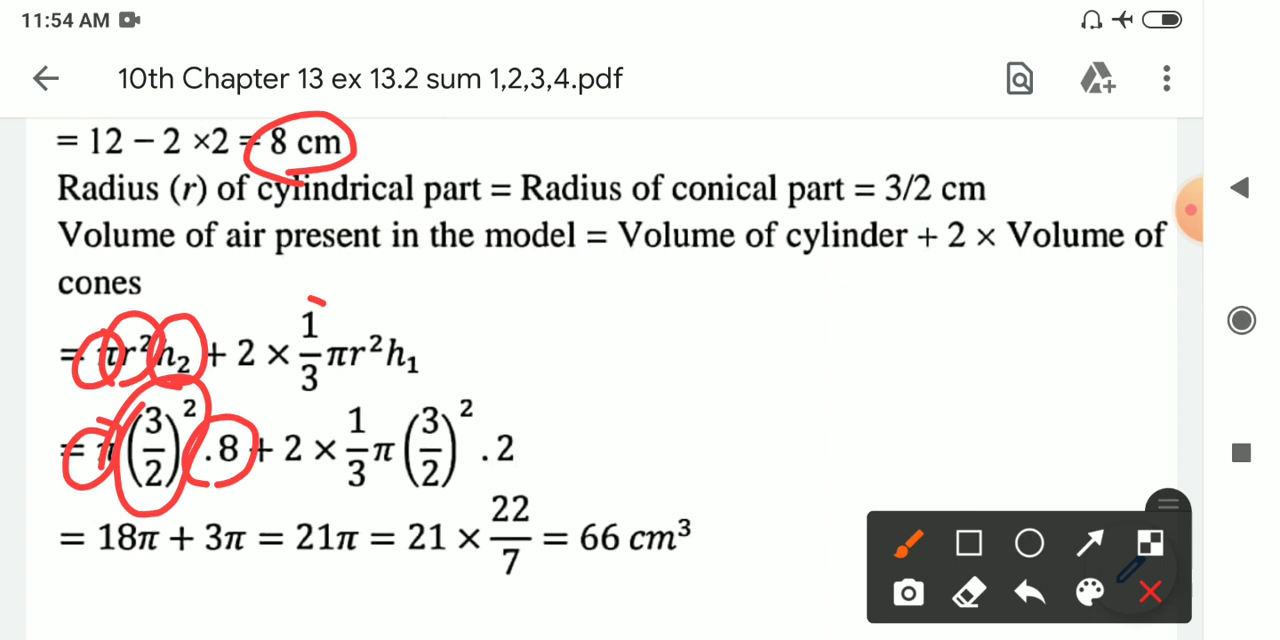 11:54 AM
10th Chapter 13 ex 13.2 sum 1,2,3,4.pdf
= 12 – 2 ×2 = 8 cm
Radius (r) of cylindrical part = Radius of conical part = 3/2 cm
Volume of air present in the model = Volume of cylinder + 2 × Volume of
cones
= πr²h₂ + 2 × 1/3 πr²h₁
= π(3/2)² .8 + 2 × 1/3 π(3/2)² . 2
= 18π + 3π = 21π = 21 × 22/7 = 66 cm³